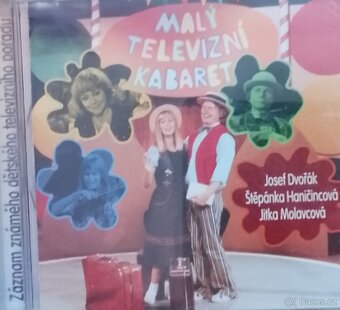 MALÝ
TELEVIZNÍ
KABARET
Josef Dvořák
Štěpánka Haničincová
Jitka Molavcová
Záznam známého dětského televizního pořadu